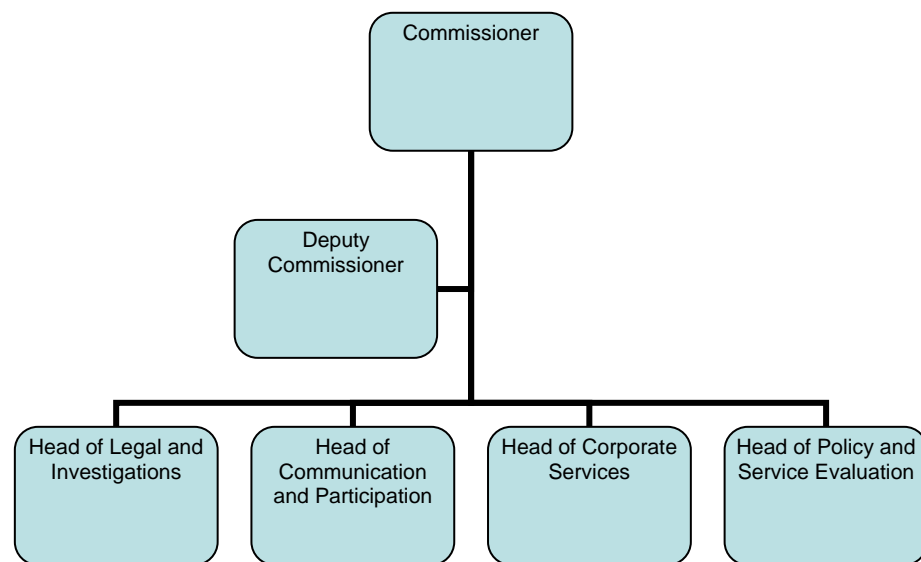 Commissioner
Deputy
Commissioner
Head of Legal and
Investigations
Head of
Communication
and Participation
Head of Corporate
Services
Head of Policy and
Service Evaluation